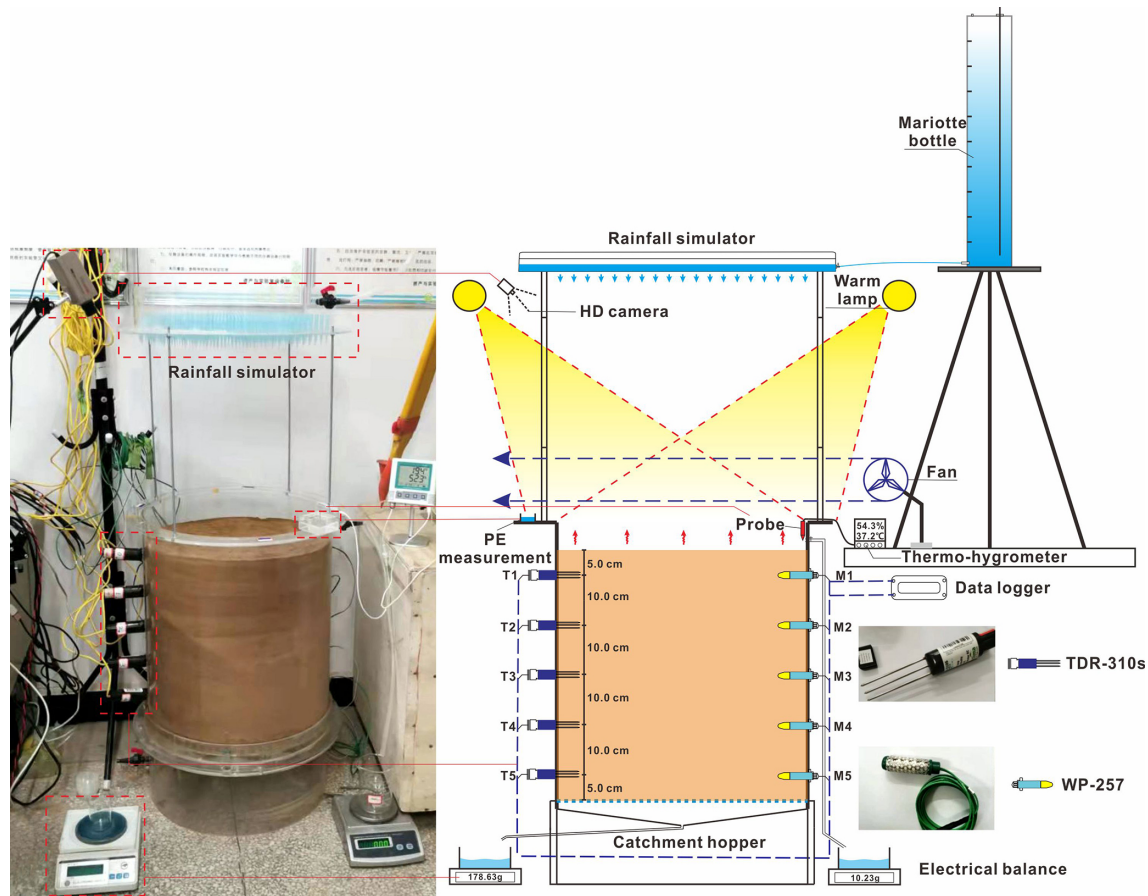 Mariotte
bottle
Rainfall simulator
Warm
lamp
HD camera
Rainfall simulator
Fan
Probe
54.3%
37.2℃
PE
measurement
Thermo-hygrometer
5.0 cm
T1
M1
Data logger
10.0 cm
T2
M2
10.0 cm
TDR-310s
T3
M3
10.0 cm
T4
M4
10.0 cm
T5
M5
5.0 cm
WP-257
Catchment hopper
Electrical balance
178.63g
10.23g